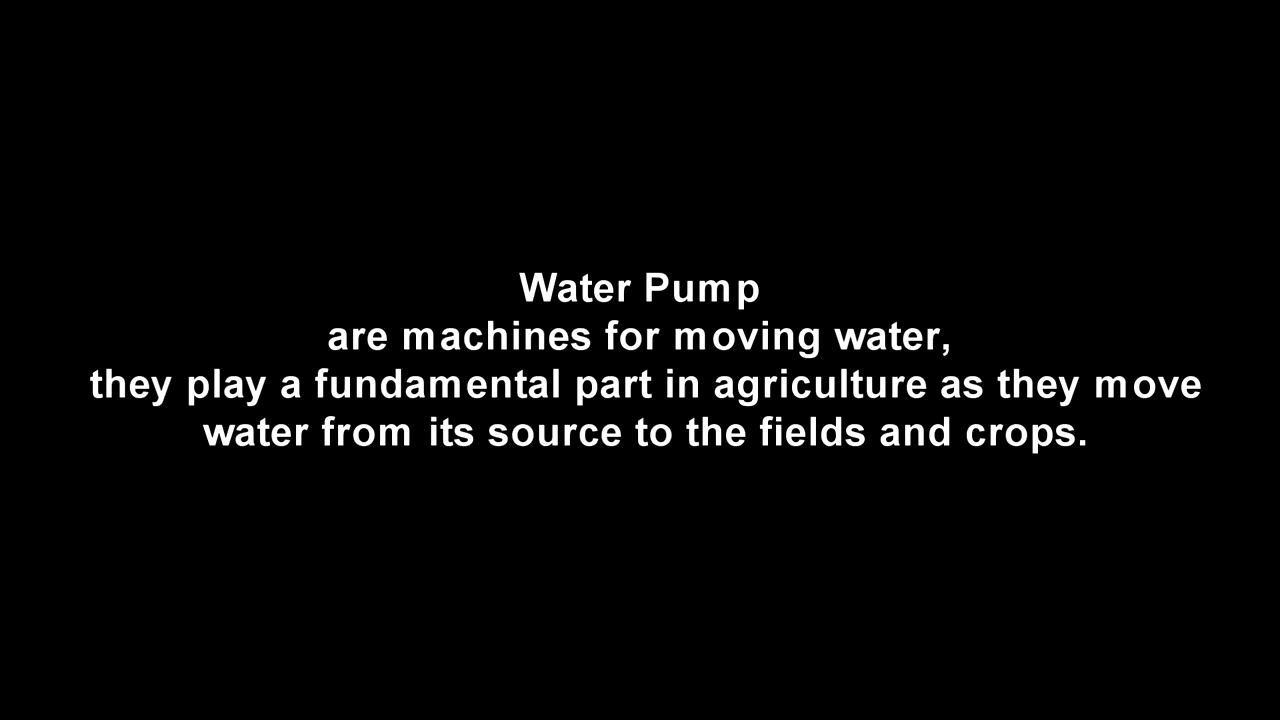 Water Pump
are machines for moving water,
they play a fundamental part in agriculture as they move
water from its source to the fields and crops.